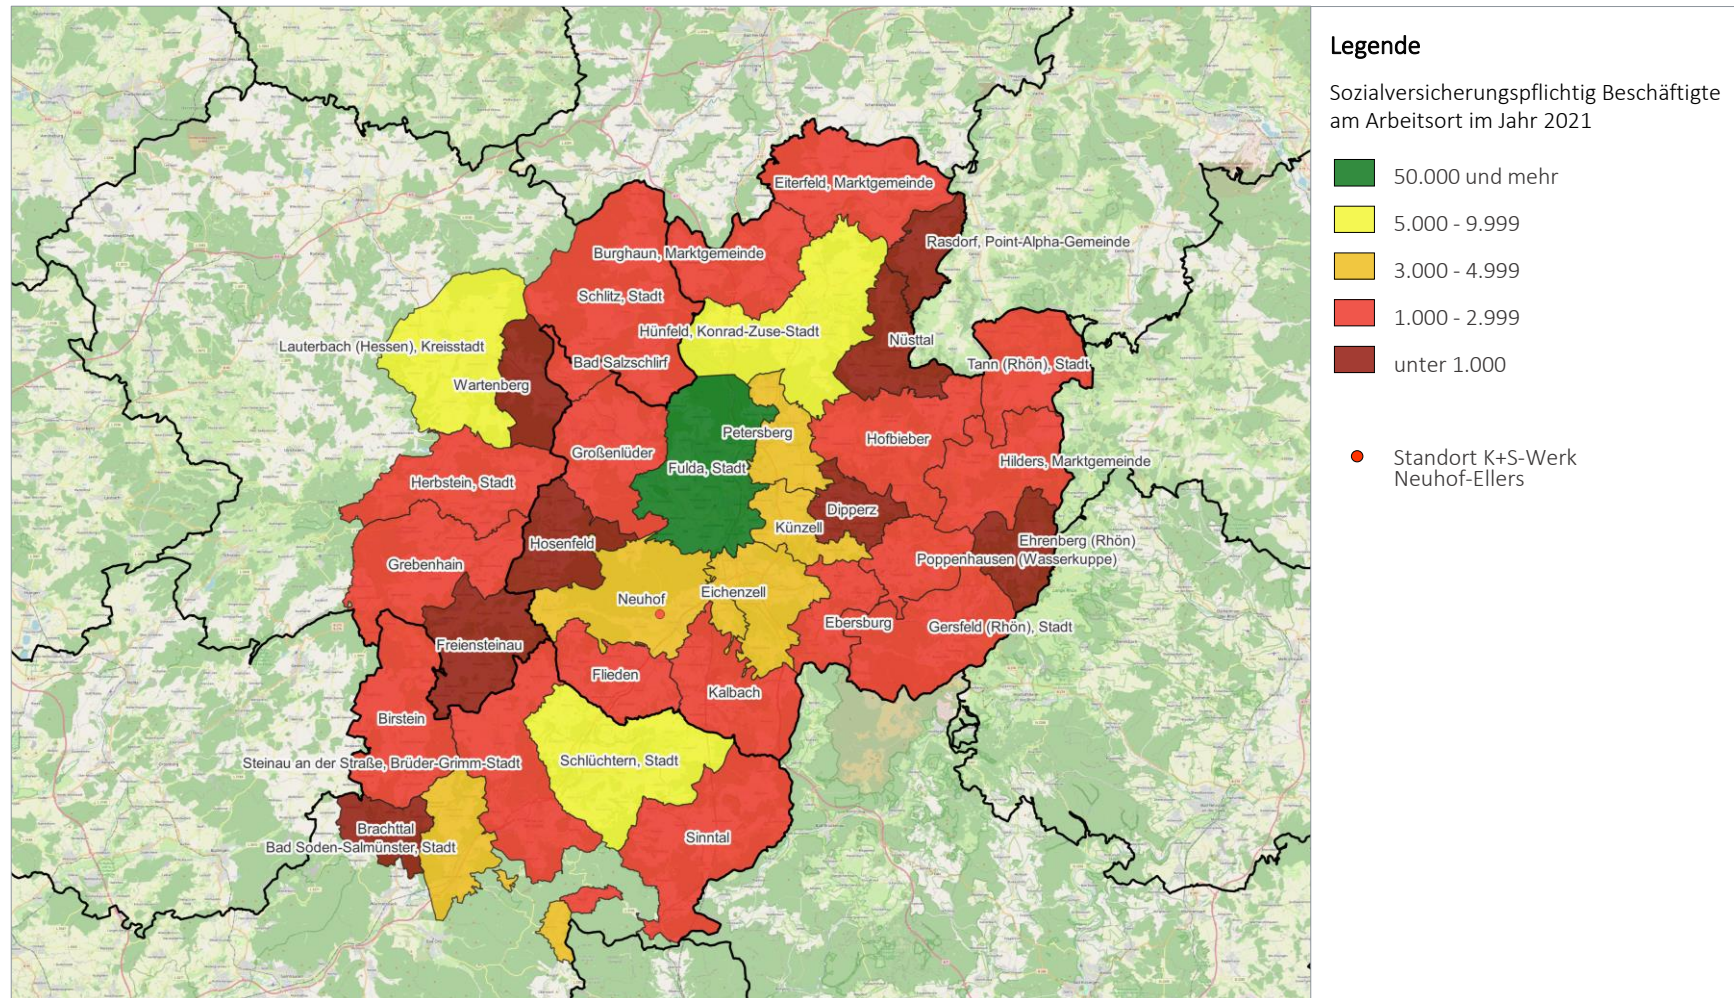 Eiterfeld, Marktgemeinde
Rasdorf, Point-Alpha-Gemeinde
Burghaun, Marktgemeinde
Schlitz, Stadt
Hünfeld, Konrad-Zuse-Stadt
Nüsttal
Lauterbach (Hessen), Kreisstadt
Bad Salzschlirf
Tann (Rhön), Stadt
Wartenberg
Petersberg
Hofbieber
Großenlüder
Hilders, Marktgemeinde
Fulda, Stadt
Herbstein, Stadt
Dipperz
Künzell
Hosenfeld
Ehrenberg (Rhön)
Poppenhausen (Wasserkuppe)
Grebenhain
Eichenzell
Neuhof
Ebersburg
Gersfeld (Rhön), Stadt
Freiensteinau
Flieden
Kalbach
Birstein
Steinau an der Straße, Brüder-Grimm-Stadt
Schlüchtern, Stadt
Brachttal
Sinntal
Bad Soden-Salmünster, Stadt
Legende
Sozialversicherungspflichtig Beschäftigte
am Arbeitsort im Jahr 2021
50.000 und mehr
5.000 - 9.999
3.000 - 4.999
1.000 - 2.999
unter 1.000
Standort K+S-Werk
Neuhof-Ellers